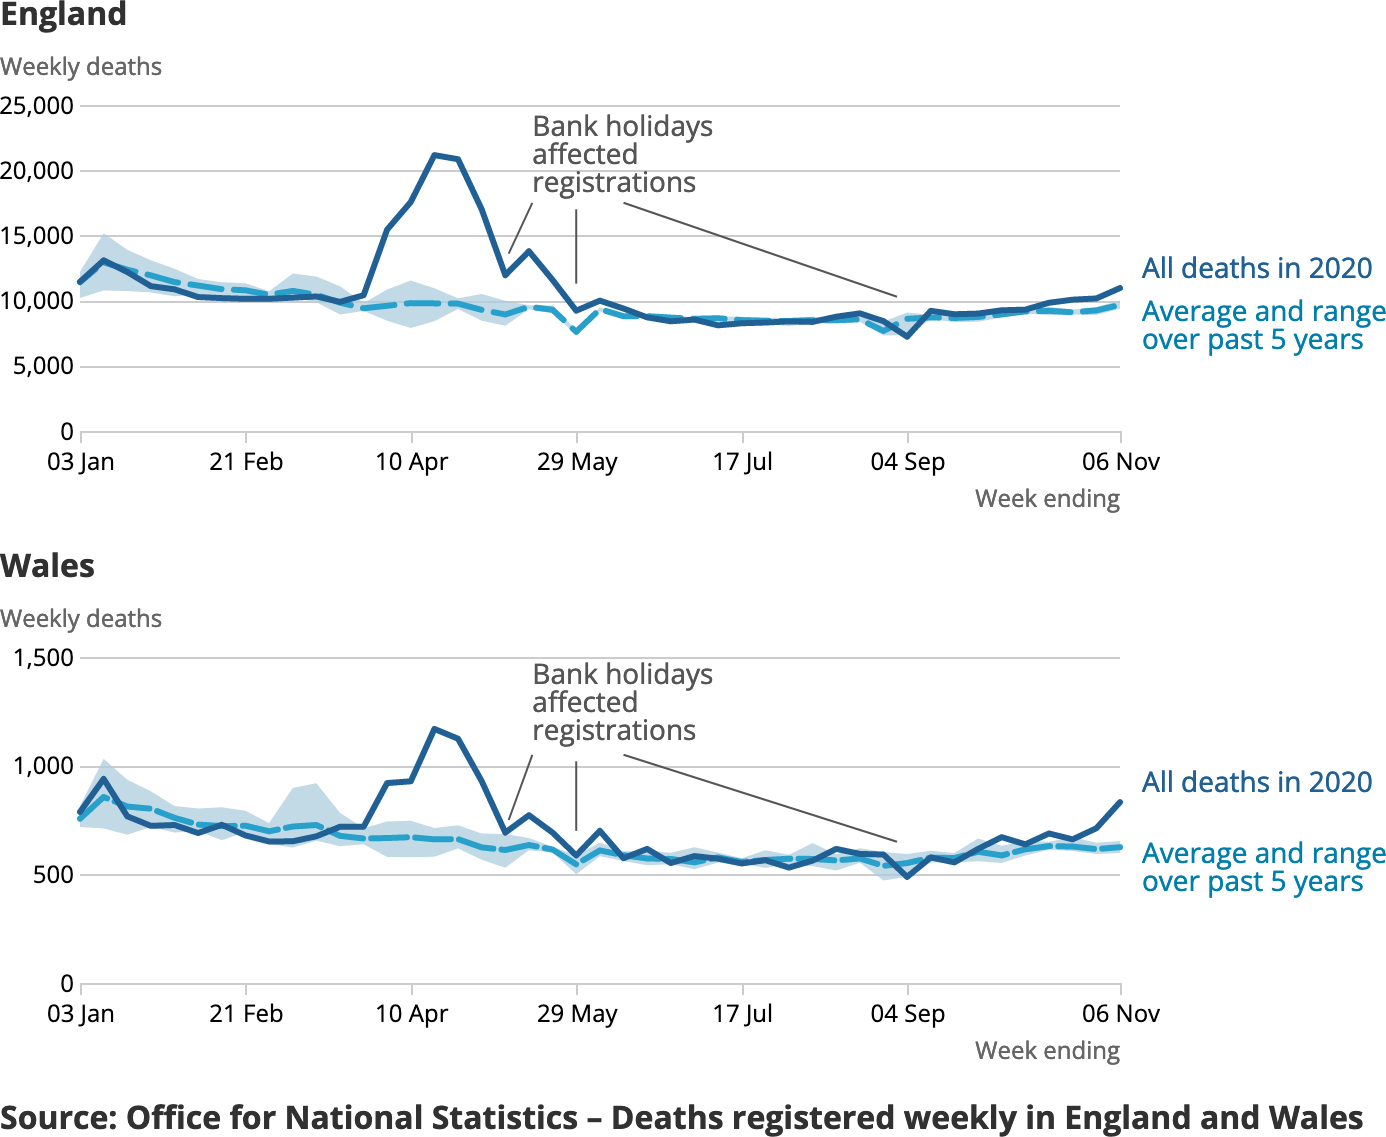 England
Weekly deaths
25,000
20,000
15,000
10,000
5,000
0
Bank holidays
affected
registrations
All deaths in 2020
Average and range
over past 5 years
03 Jan
21 Feb
10 Apr
29 May
17 Jul
04 Sep
06 Nov
Week ending
Wales
Weekly deaths
1,500
1,000
500
0
Bank holidays
affected
registrations
All deaths in 2020
Average and range
over past 5 years
03 Jan
21 Feb
10 Apr
29 May
17 Jul
04 Sep
06 Nov
Week ending
Source: Office for National Statistics – Deaths registered weekly in England and Wales